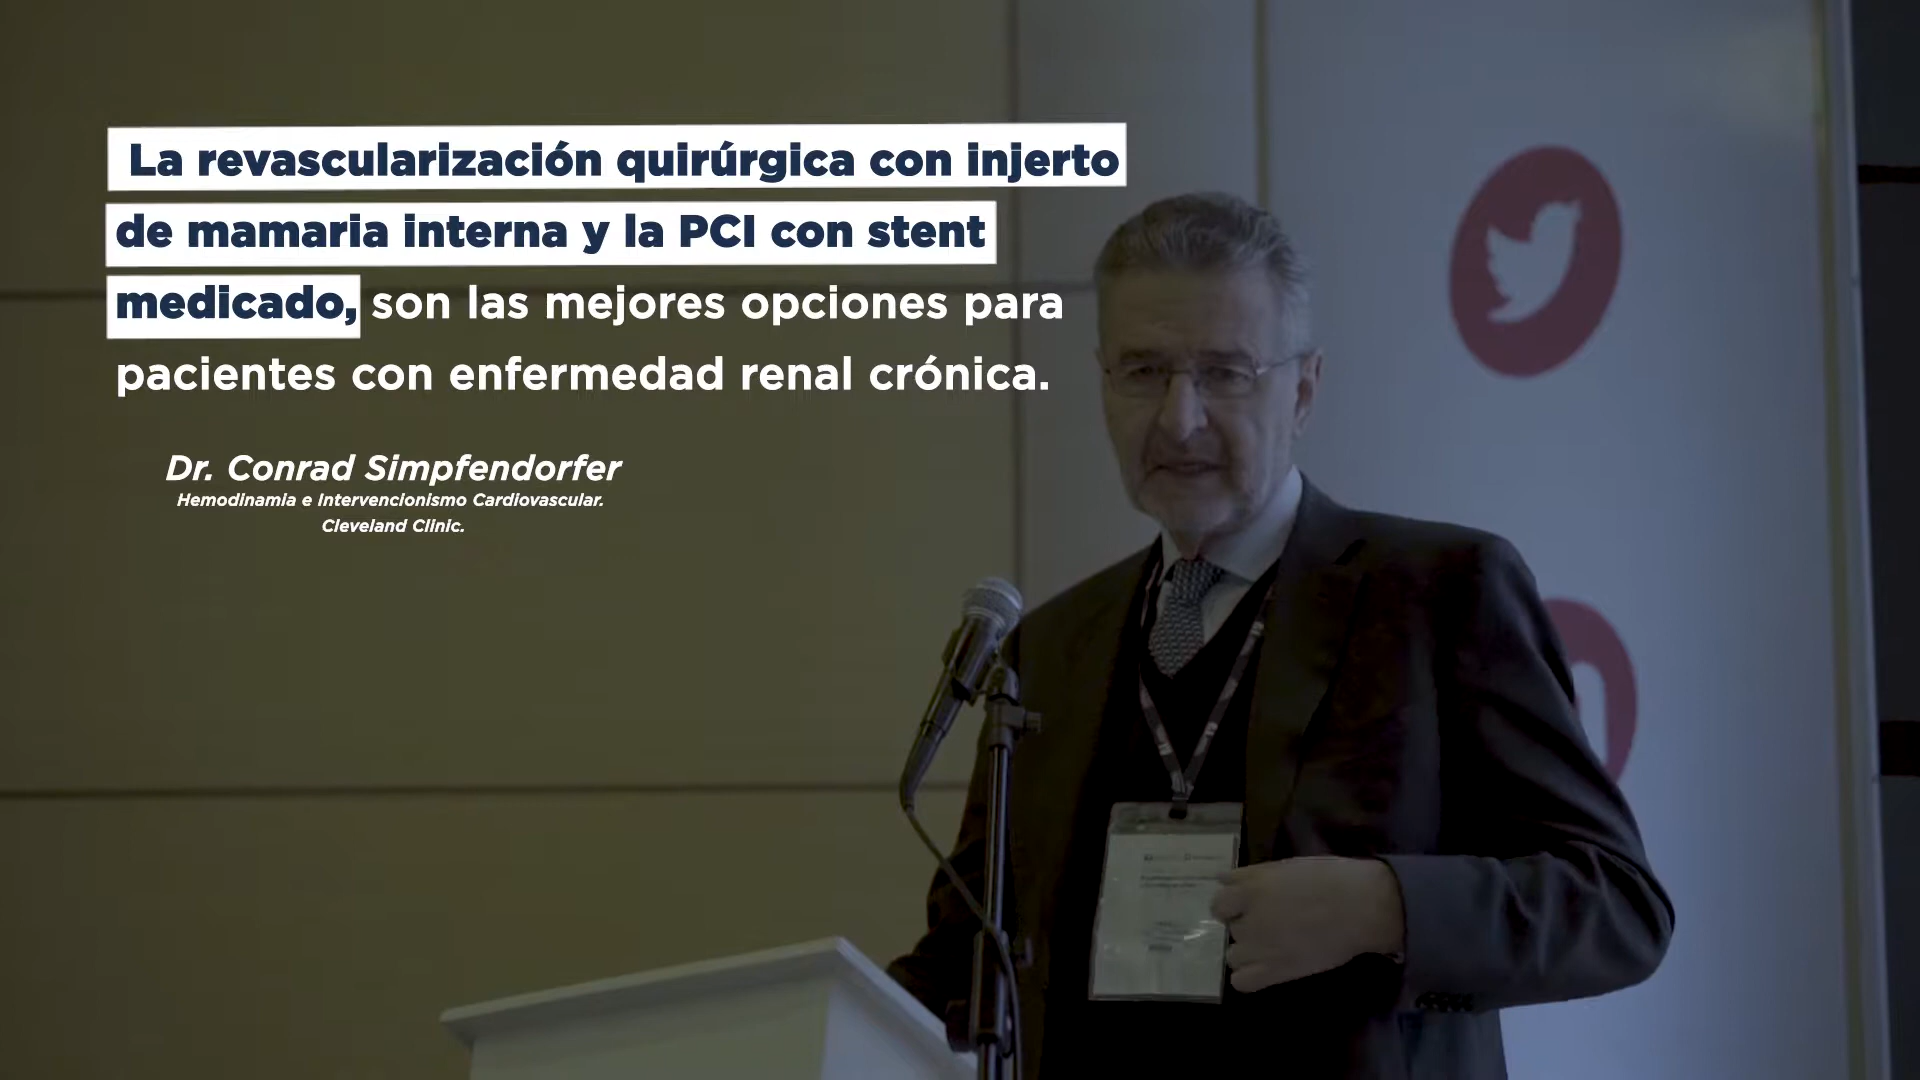 La revascularización quirúrgica con injerto
de mamaria interna y la PCI con stent
medicado, son las mejores opciones para
pacientes con enfermedad renal crónica.
Dr. Conrad Simpfendorfer
Hemodinamia e Intervencionismo Cardiovascular.
Cleveland Clinic.